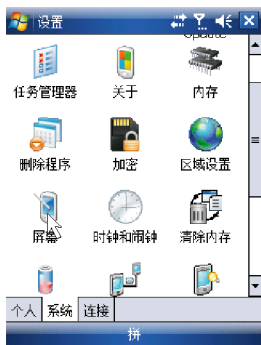 设置
Update
任务管理器 关于 内存
删除程序 加密 区域设置
屏幕 时钟和闹钟 清除内存
个人 系统 连接
拼